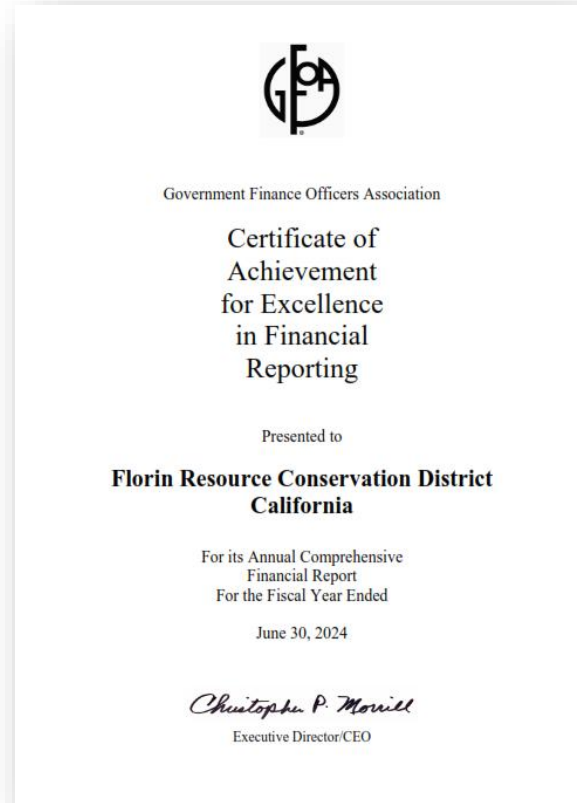 GFOA
Government Finance Officers Association
Certificate of
Achievement
for Excellence
in Financial
Reporting
Presented to
Florin Resource Conservation District
California
For its Annual Comprehensive
Financial Report
For the Fiscal Year Ended
June 30, 2024
Christopher P. Morrill
Executive Director/CEO